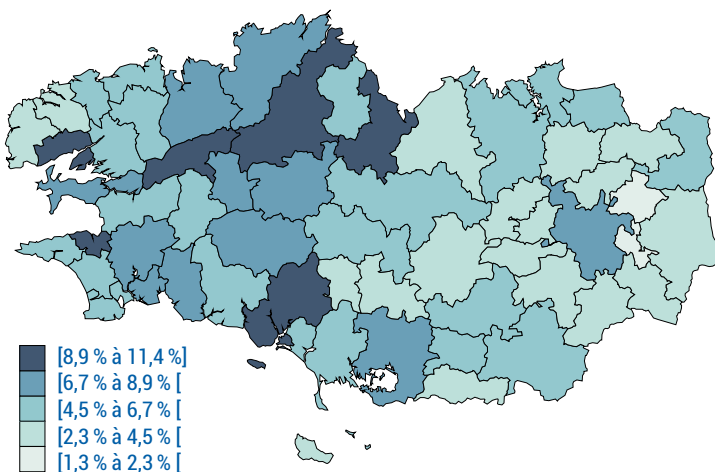 [8,9 % à 11,4 %]
[6,7 % à 8,9 % [
[4,5 % à 6,7 % [
[2,3 % à 4,5 % [
[1,3 % à 2,3 % [